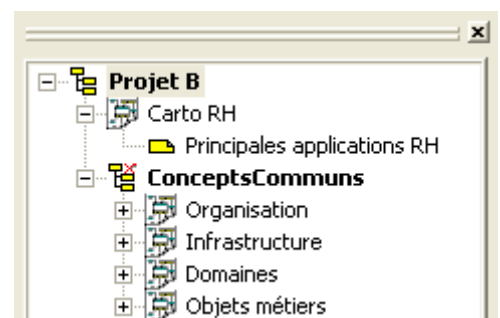 Projet B
Carto RH
Principales applications RH
ConceptsCommuns
Organisation
Infrastructure
Domaines
Objets métiers